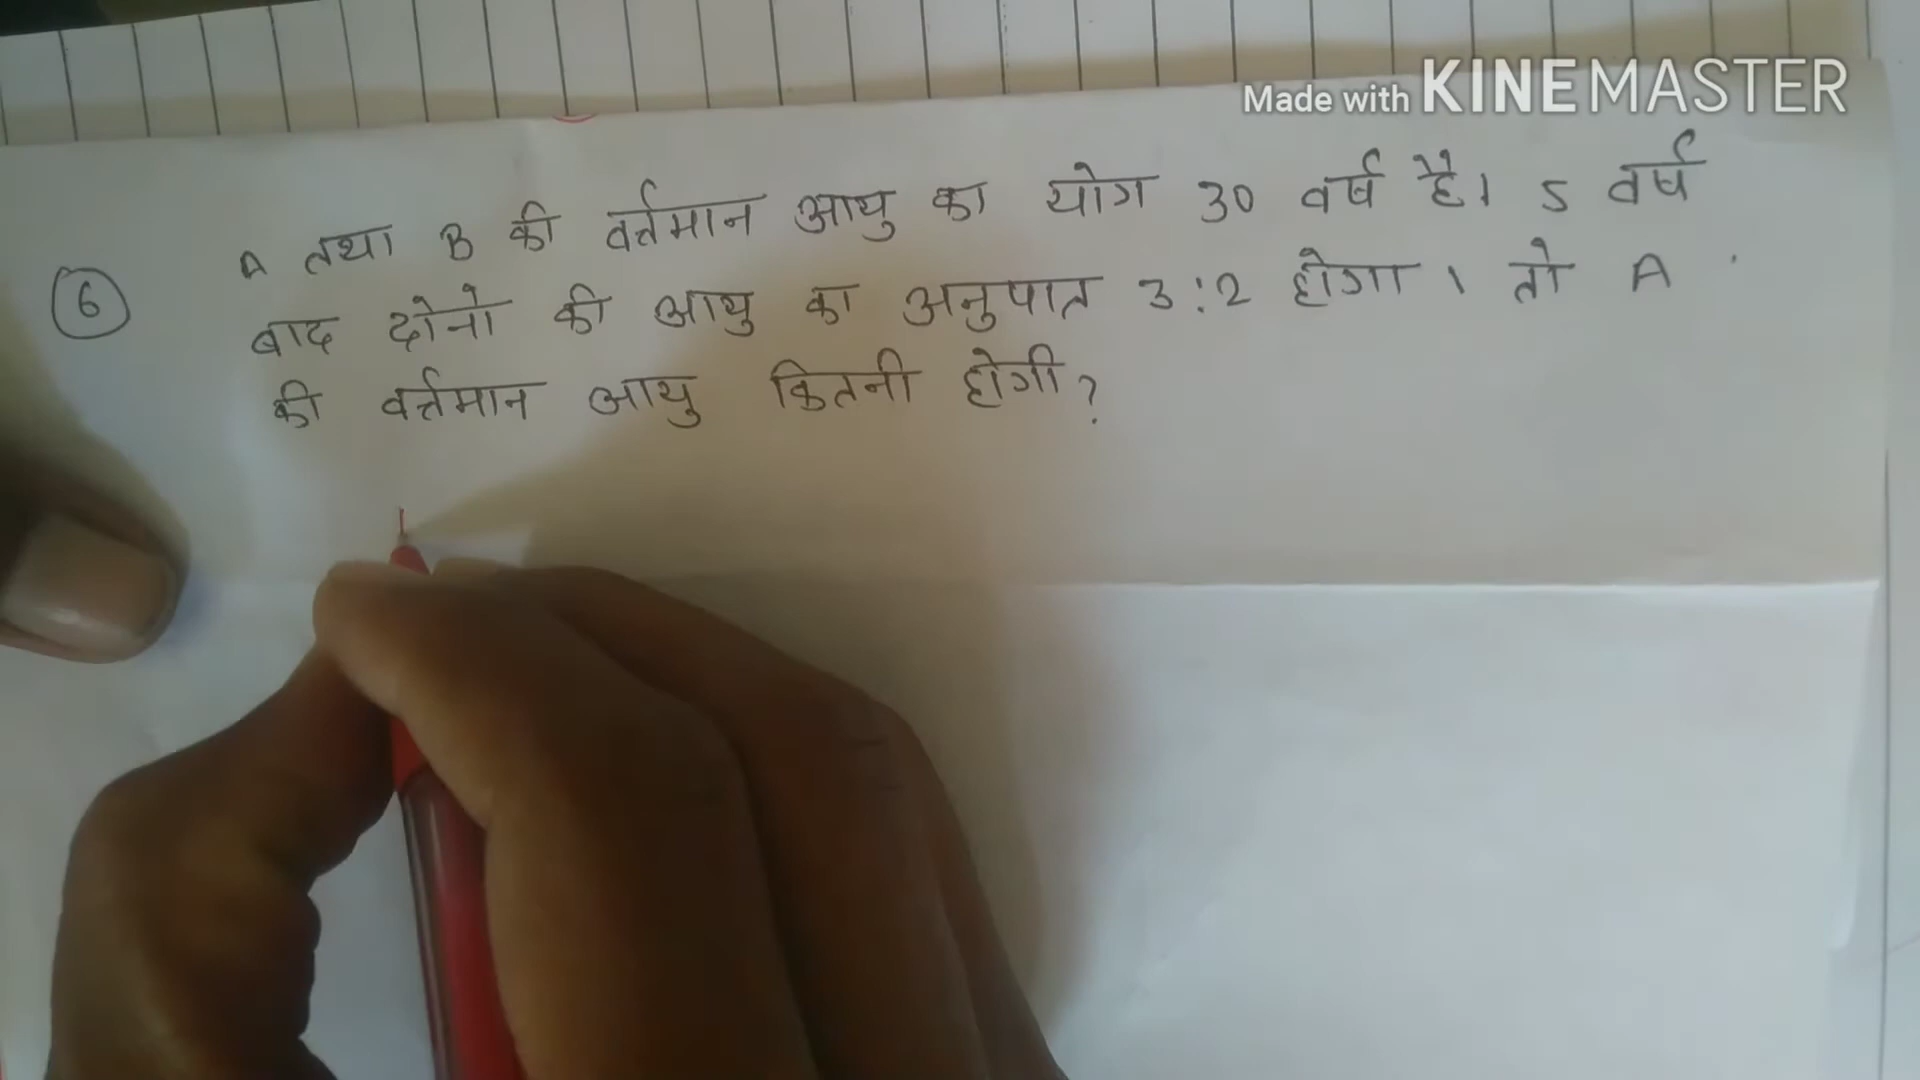 Made with KINEMASTER
A तथा B की वर्त्तमान आयु का योग 30 वर्ष है। 5 वर्ष
6 बाद दोनो की आयु का अनुपात 3:2 होगा । तो A
की वर्त्तमान आयु कितनी होगी?